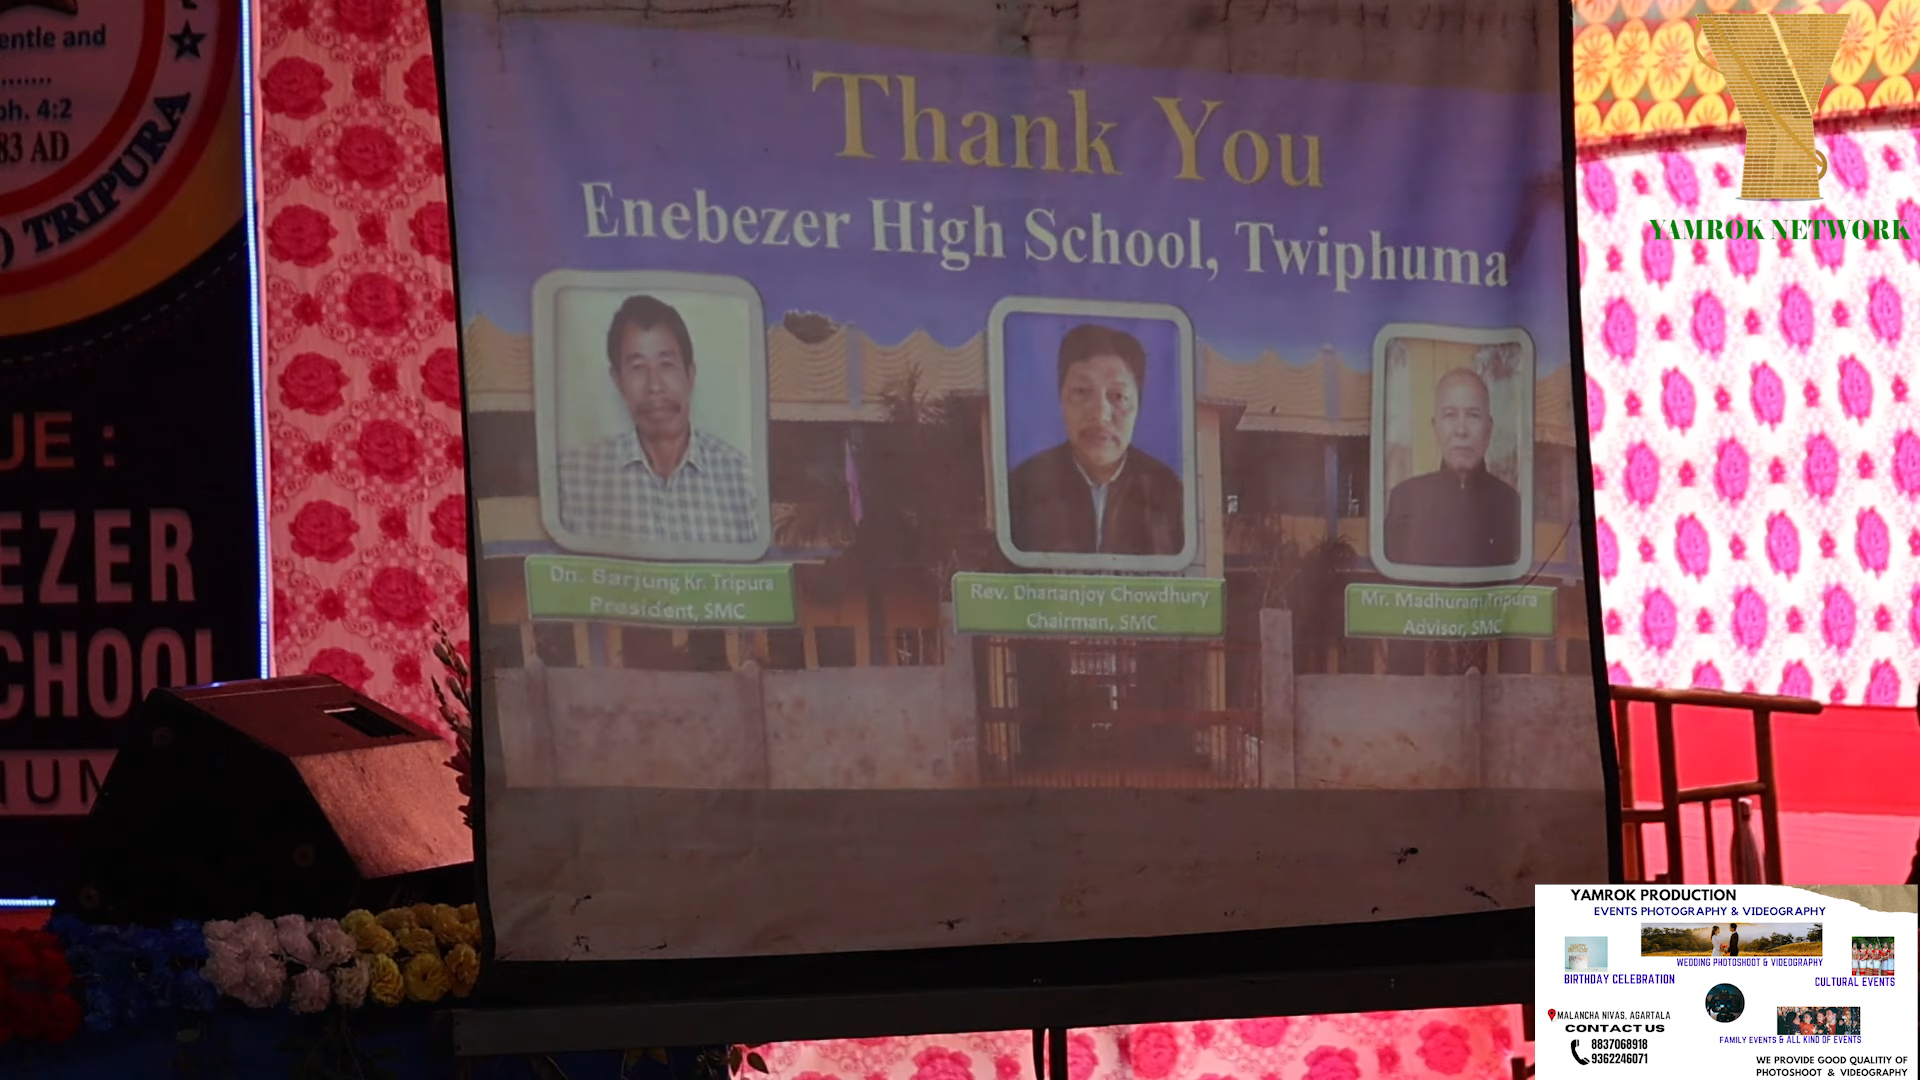 entle and
ph. 4:2
83 AD
) TRIPURA
UE :
EZER
CHOOL
Thank You
Enebezer High School, Twiphuma
Dn. Barjung Kr. Tripura
President, SMC
Rev. Dhananjoy Chowdhury
Chairman, SMC
Mr. Madhuram Tripura
Advisor, SMC
YAMROK NETWORK
YAMROK PRODUCTION
EVENTS PHOTOGRAPHY & VIDEOGRAPHY
WEDDING PHOTOSHOOT & VIDEOGRAPHY
BIRTHDAY CELEBRATION
CULTURAL EVENTS
MALANCHA NIVAS, AGARTALA
CONTACT US
8837068918
9362246071
FAMILY EVENTS & ALL KIND OF EVENTS
WE PROVIDE GOOD QUALITIY OF
PHOTOSHOOT & VIDEOGRAPHY